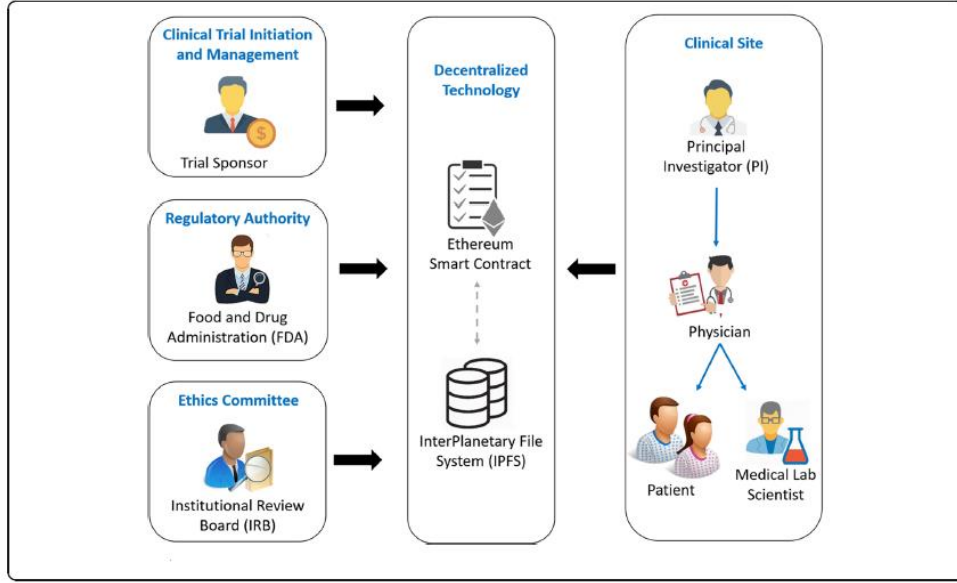 Clinical Trial Initiation
and Management
$
Trial Sponsor
Regulatory Authority
Food and Drug
Administration (FDA)
Ethics Committee
Institutional Review
Board (IRB)
Decentralized
Technology
Ethereum
Smart Contract
InterPlanetary File
System (IPFS)
Clinical Site
Principal
Investigator (PI)
Physician
Patient
Medical Lab
Scientist